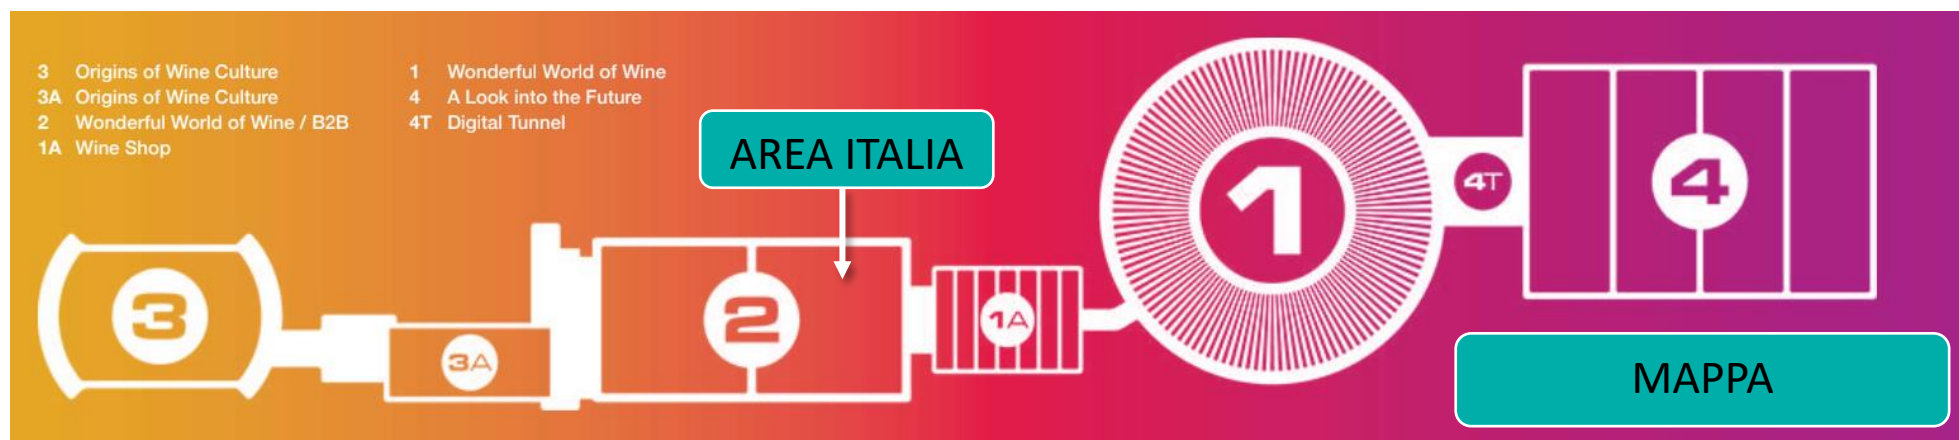 3 Origins of Wine Culture
3A Origins of Wine Culture
2 Wonderful World of Wine / B2B
1A Wine Shop
1 Wonderful World of Wine
4 A Look into the Future
4T Digital Tunnel
AREA ITALIA
3
3A
2
1A
1
4T
4
MAPPA